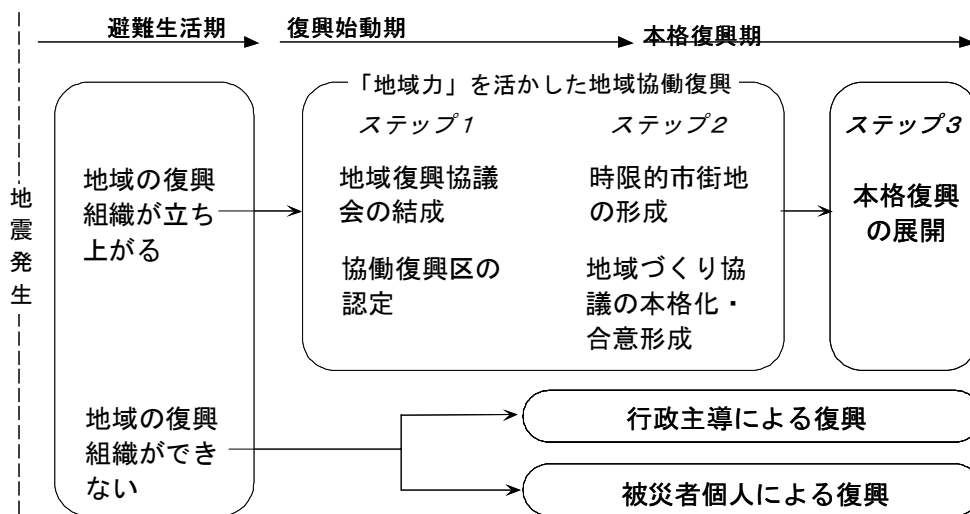 避難生活期
復興始動期
本格復興期
地震発生
「地域力」を活かした地域協働復興
ステップ1
ステップ2
ステップ3
地域の復興
組織が立ち
上がる
地域復興協議
会の結成
協働復興区の
認定
時限的市街地
の形成
地域づくり協
議の本格化・
合意形成
本格復興
の展開
地域の復興
組織ができ
ない
行政主導による復興
被災者個人による復興